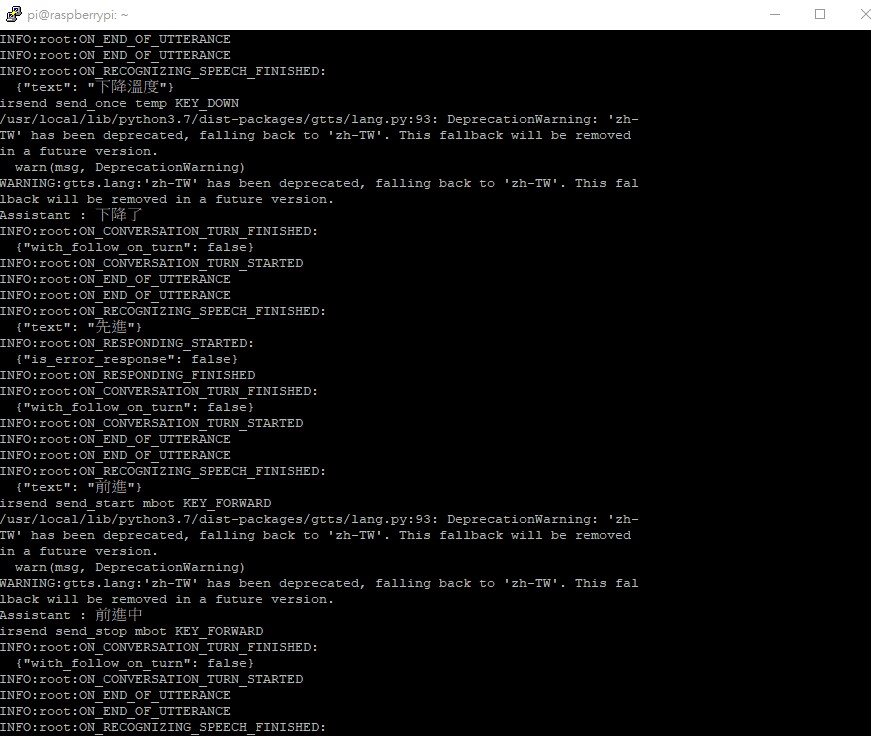 pi@raspberrypi: ~
INFO:root:ON_END_OF_UTTERANCE
INFO:root:ON_END_OF_UTTERANCE
INFO:root:ON_RECOGNIZING_SPEECH_FINISHED:
  {"text": "下降溫度"}
irsend send_once temp KEY_DOWN
/usr/local/lib/python3.7/dist-packages/gtts/lang.py:93: DeprecationWarning: 'zh-
TW' has been deprecated, falling back to 'zh-TW'. This fallback will be removed
in a future version.
  warn(msg, DeprecationWarning)
WARNING:gtts.lang:'zh-TW' has been deprecated, falling back to 'zh-TW'. This fal
lback will be removed in a future version.
Assistant : 下降了
INFO:root:ON_CONVERSATION_TURN_FINISHED:
  {"with_follow_on_turn": false}
INFO:root:ON_CONVERSATION_TURN_STARTED
INFO:root:ON_END_OF_UTTERANCE
INFO:root:ON_END_OF_UTTERANCE
INFO:root:ON_RECOGNIZING_SPEECH_FINISHED:
  {"text": "先進"}
INFO:root:ON_RESPONDING_STARTED:
  {"is_error_response": false}
INFO:root:ON_RESPONDING_FINISHED
INFO:root:ON_CONVERSATION_TURN_FINISHED:
  {"with_follow_on_turn": false}
INFO:root:ON_CONVERSATION_TURN_STARTED
INFO:root:ON_END_OF_UTTERANCE
INFO:root:ON_END_OF_UTTERANCE
INFO:root:ON_RECOGNIZING_SPEECH_FINISHED:
  {"text": "前進"}
irsend send_start mbot KEY_FORWARD
/usr/local/lib/python3.7/dist-packages/gtts/lang.py:93: DeprecationWarning: 'zh-
TW' has been deprecated, falling back to 'zh-TW'. This fallback will be removed
in a future version.
  warn(msg, DeprecationWarning)
WARNING:gtts.lang:'zh-TW' has been deprecated, falling back to 'zh-TW'. This fal
lback will be removed in a future version.
Assistant : 前進中
irsend send_stop mbot KEY_FORWARD
INFO:root:ON_CONVERSATION_TURN_FINISHED:
  {"with_follow_on_turn": false}
INFO:root:ON_CONVERSATION_TURN_STARTED
INFO:root:ON_END_OF_UTTERANCE
INFO:root:ON_END_OF_UTTERANCE
INFO:root:ON_RECOGNIZING_SPEECH_FINISHED: